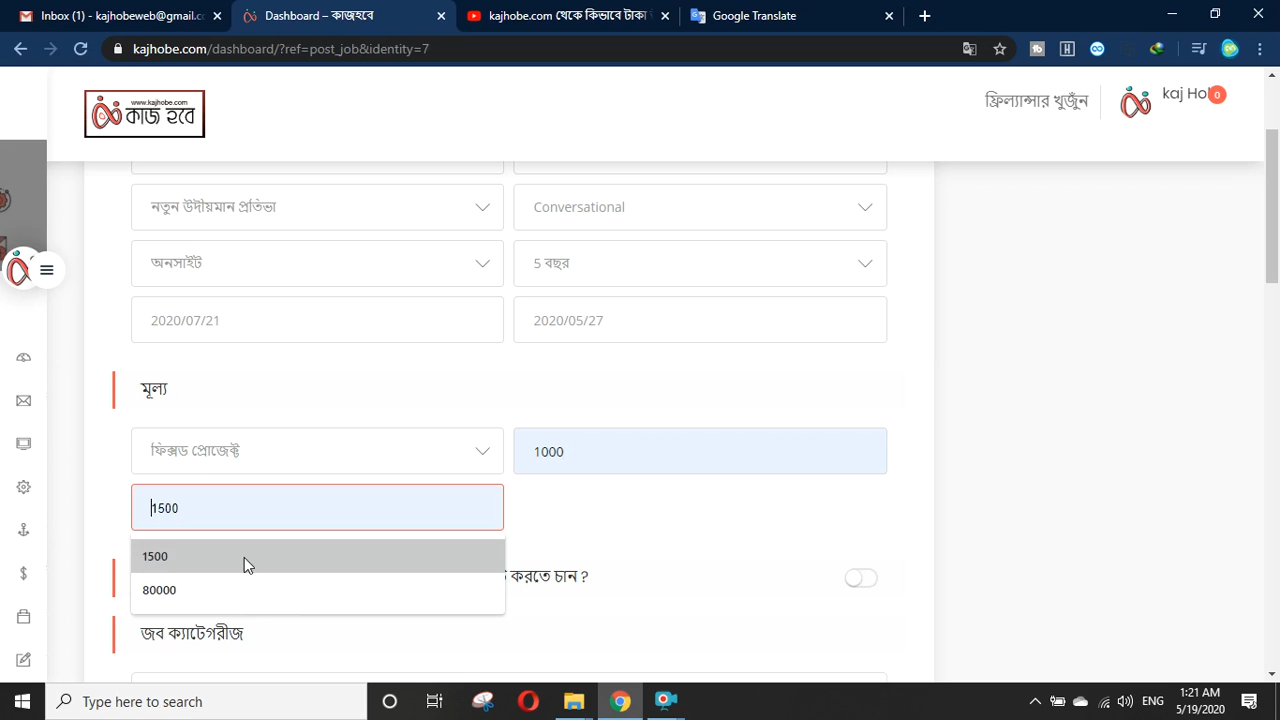 Inbox (1) - kajhobeweb@gmail.c
Dashboard – কাজহবে
kajhobe.com থেকে কিভাবে টাকা
Google Translate
kajhobe.com/dashboard/?ref=post_job&identity=7
www.kajhobe.com
কাজ হবে
ফ্রিল্যান্সার খুজুঁন
kaj Ho
0
নতুন উদীয়মান প্রতিভা
Conversational
অনসাইট
5 বছর
2020/07/21
2020/05/27
মূল্য
ফিক্সড প্রোজেক্ট
1000
1500
1500
80000
করতে চান ?
জব ক্যাটেগরীজ
Type here to search
ENG
1:21 AM
5/19/2020